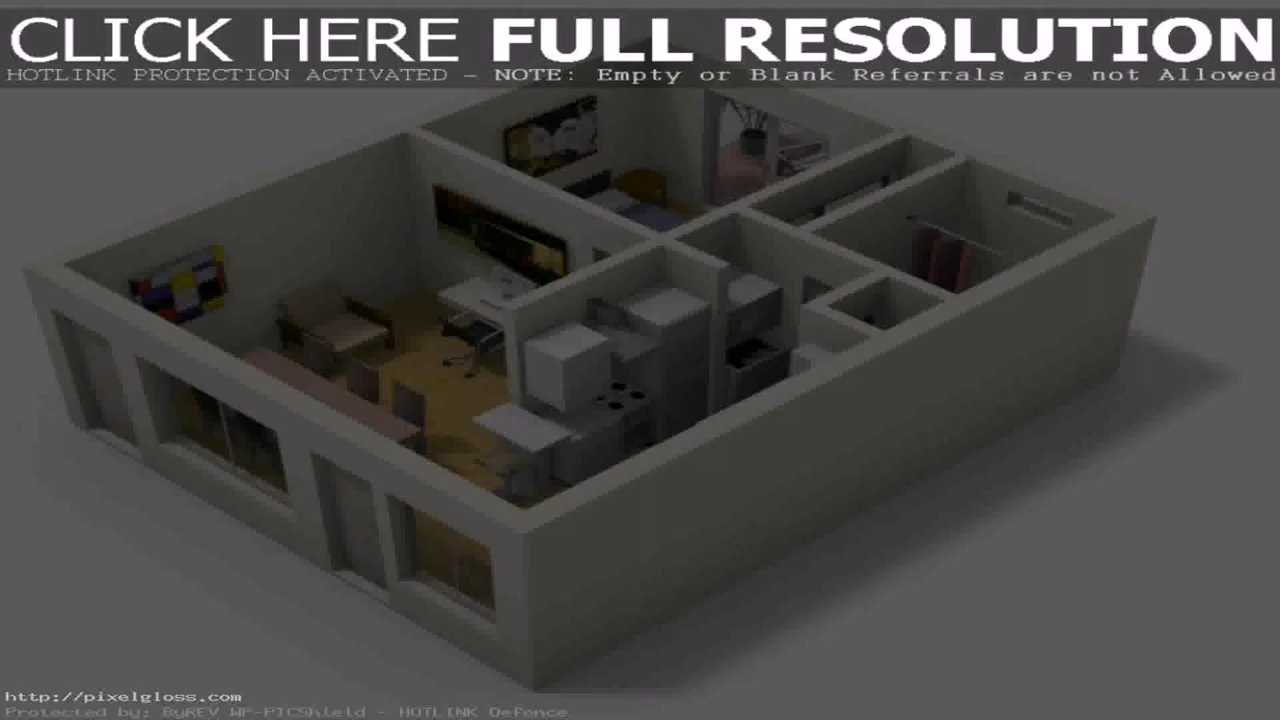 CLICK HERE FULL RESOLUTION
HOTLINK PROTECTION ACTIVATED - NOTE: Empty or Blank Referrals are not Allowed
http://pixelgloss.com
Protected by: ByREV WP-PICShield - HOTLINK Defence